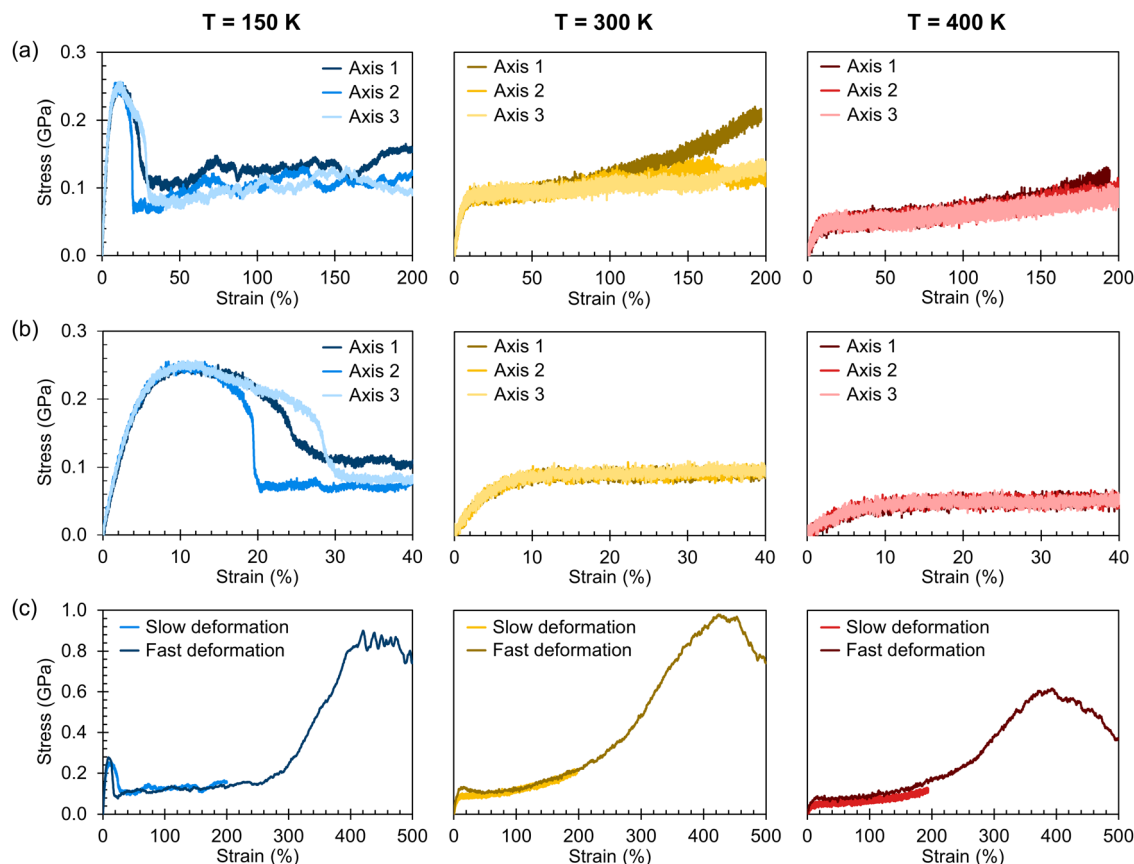 T = 150 K T = 300 K T = 400 K
(a)
0.3
0.2
0.1
0.0
Stress (GPa)
Axis 1
Axis 2
Axis 3
0 50 100 150 200
Strain (%)
Axis 1
Axis 2
Axis 3
0 50 100 150 200
Strain (%)
Axis 1
Axis 2
Axis 3
0 50 100 150 200
Strain (%)
(b)
0.3
0.2
0.1
0.0
Stress (GPa)
Axis 1
Axis 2
Axis 3
0 10 20 30 40
Strain (%)
Axis 1
Axis 2
Axis 3
0 10 20 30 40
Strain (%)
Axis 1
Axis 2
Axis 3
0 10 20 30 40
Strain (%)
(c)
1.0
0.8
0.6
0.4
0.2
0.0
Stress (GPa)
Slow deformation
Fast deformation
0 100 200 300 400 500
Strain (%)
Slow deformation
Fast deformation
0 100 200 300 400 500
Strain (%)
Slow deformation
Fast deformation
0 100 200 300 400 500
Strain (%)